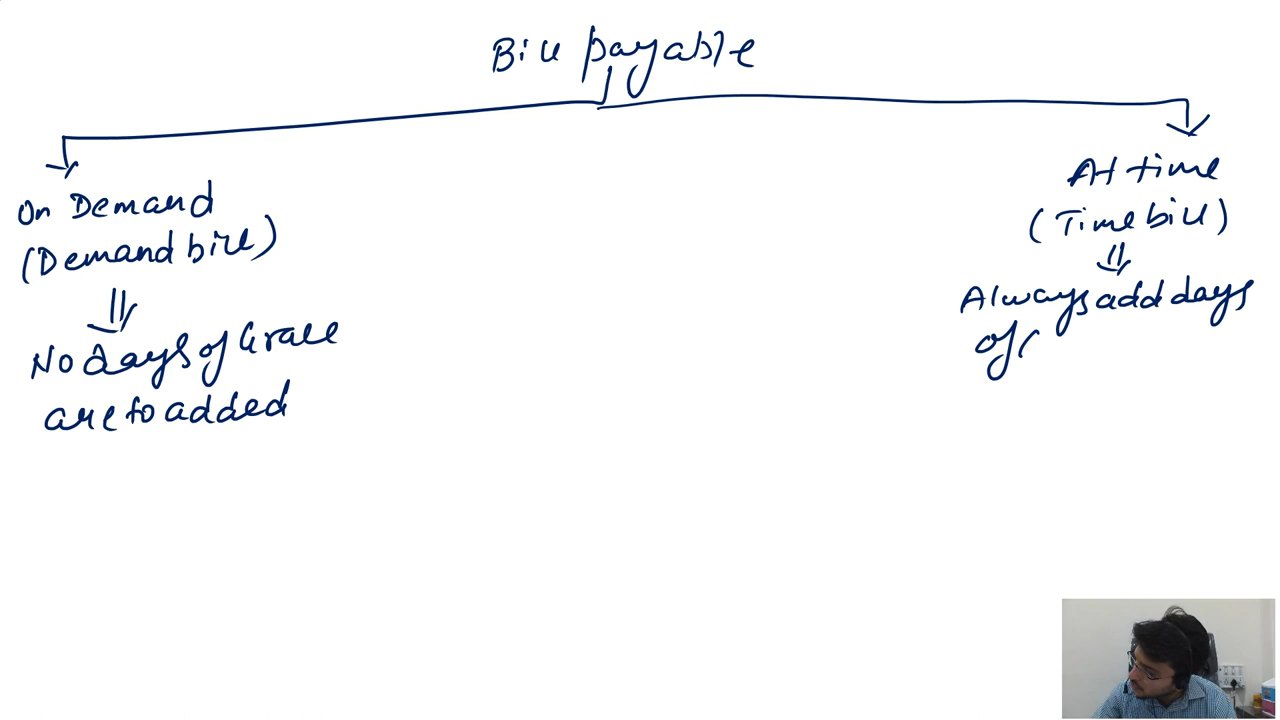 Bill payable
On Demand
(Demand bill)
No days of Grace
are to added
At time
(Time bill)
Always add days
of